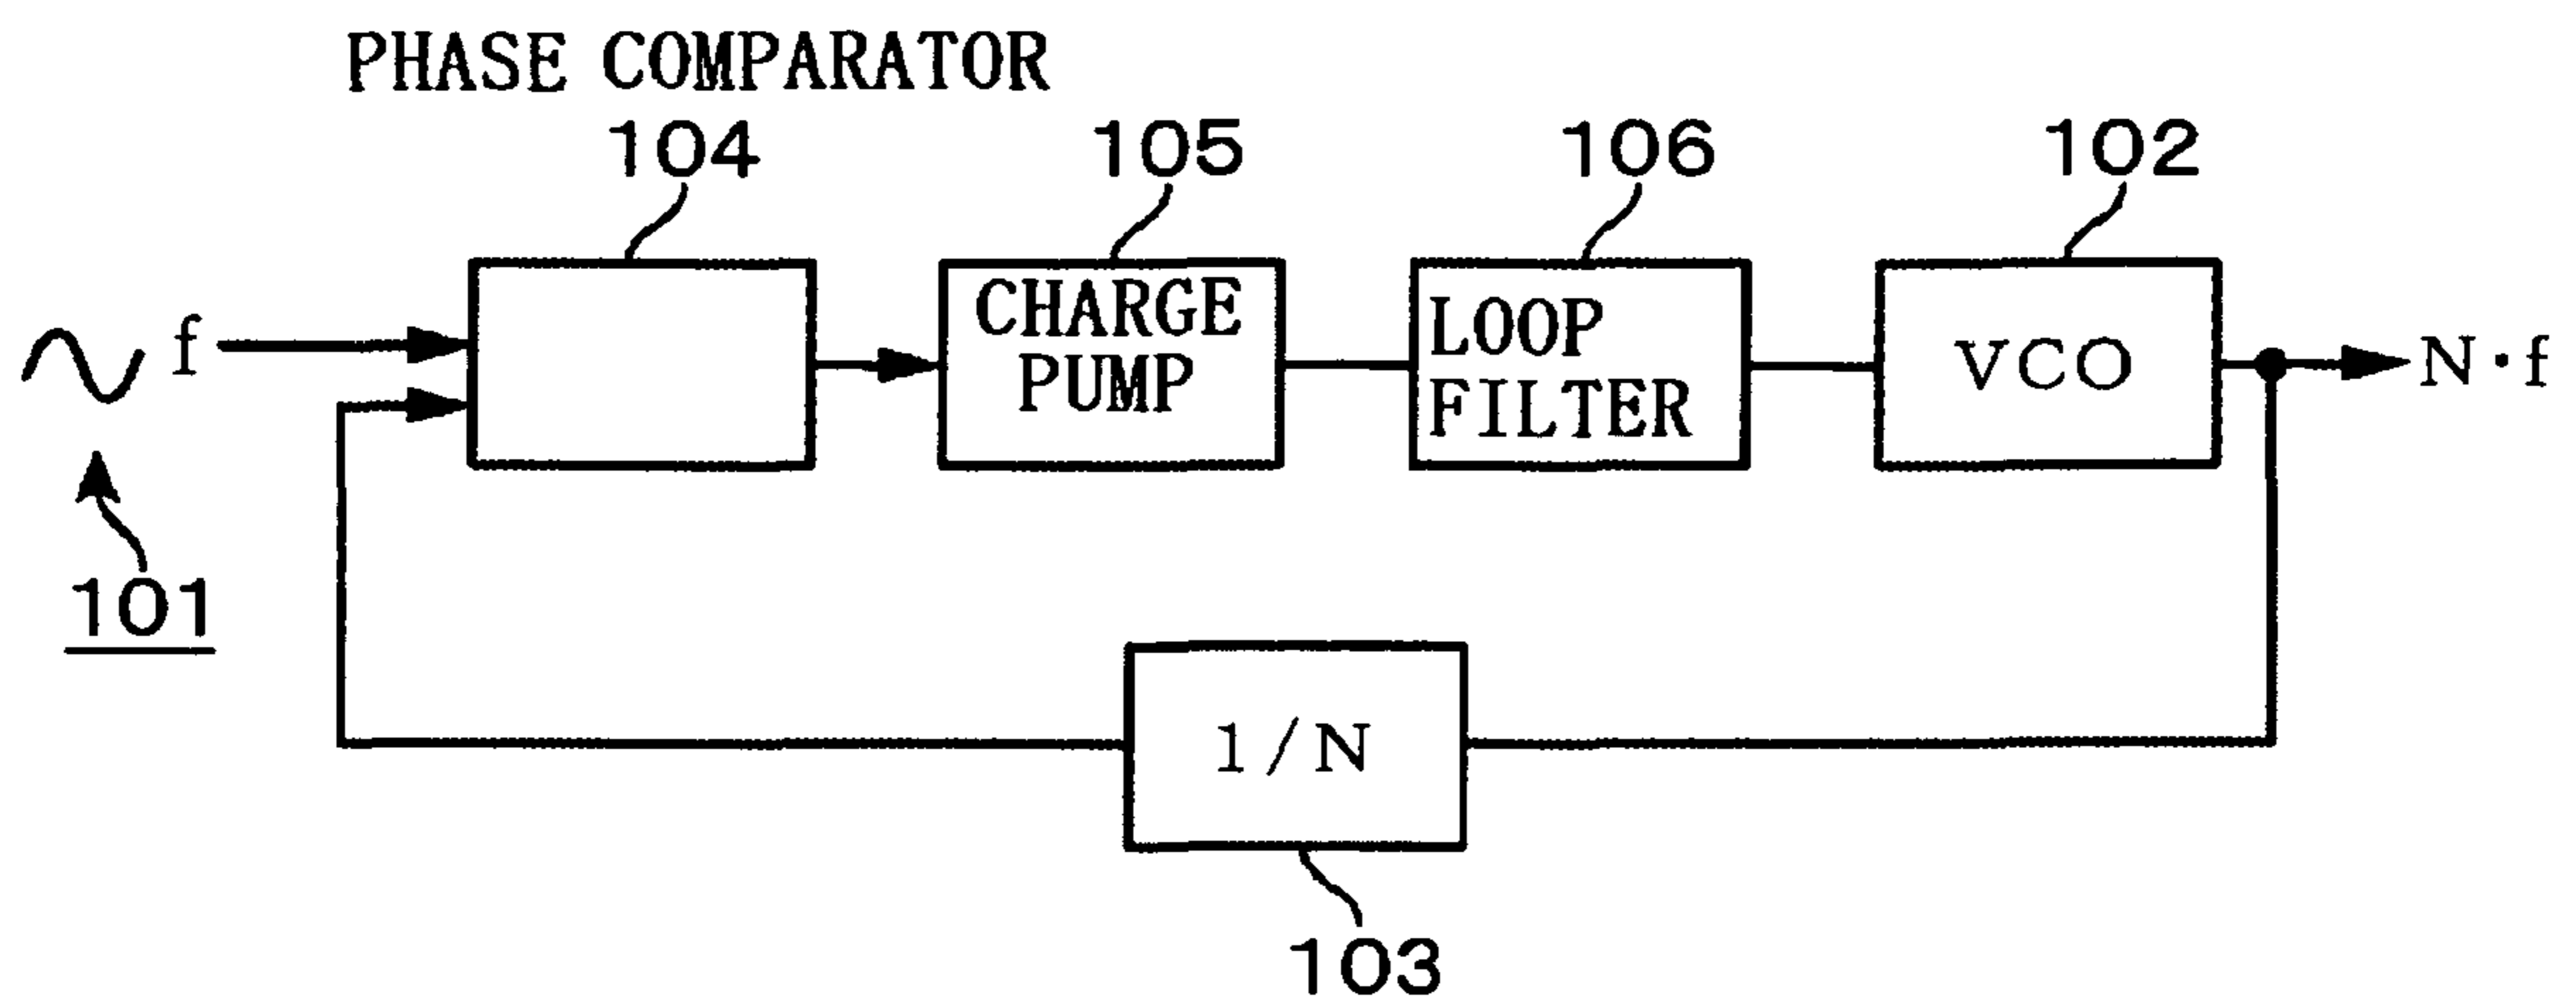 PHASE COMPARATOR
104
105
106
102
f
CHARGE
PUMP
LOOP
FILTER
VCO
N·f
101
1/N
103